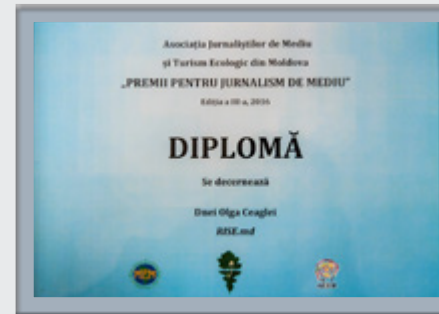 Asociația Jurnaliștilor de Mediu
și Turism Ecologic din Moldova
„PREMII PENTRU JURNALISM DE MEDIU"
Ediția a III-a, 2016
DIPLOMĂ
Se decernează
Dnei Olga Ceaglei
RISE.md